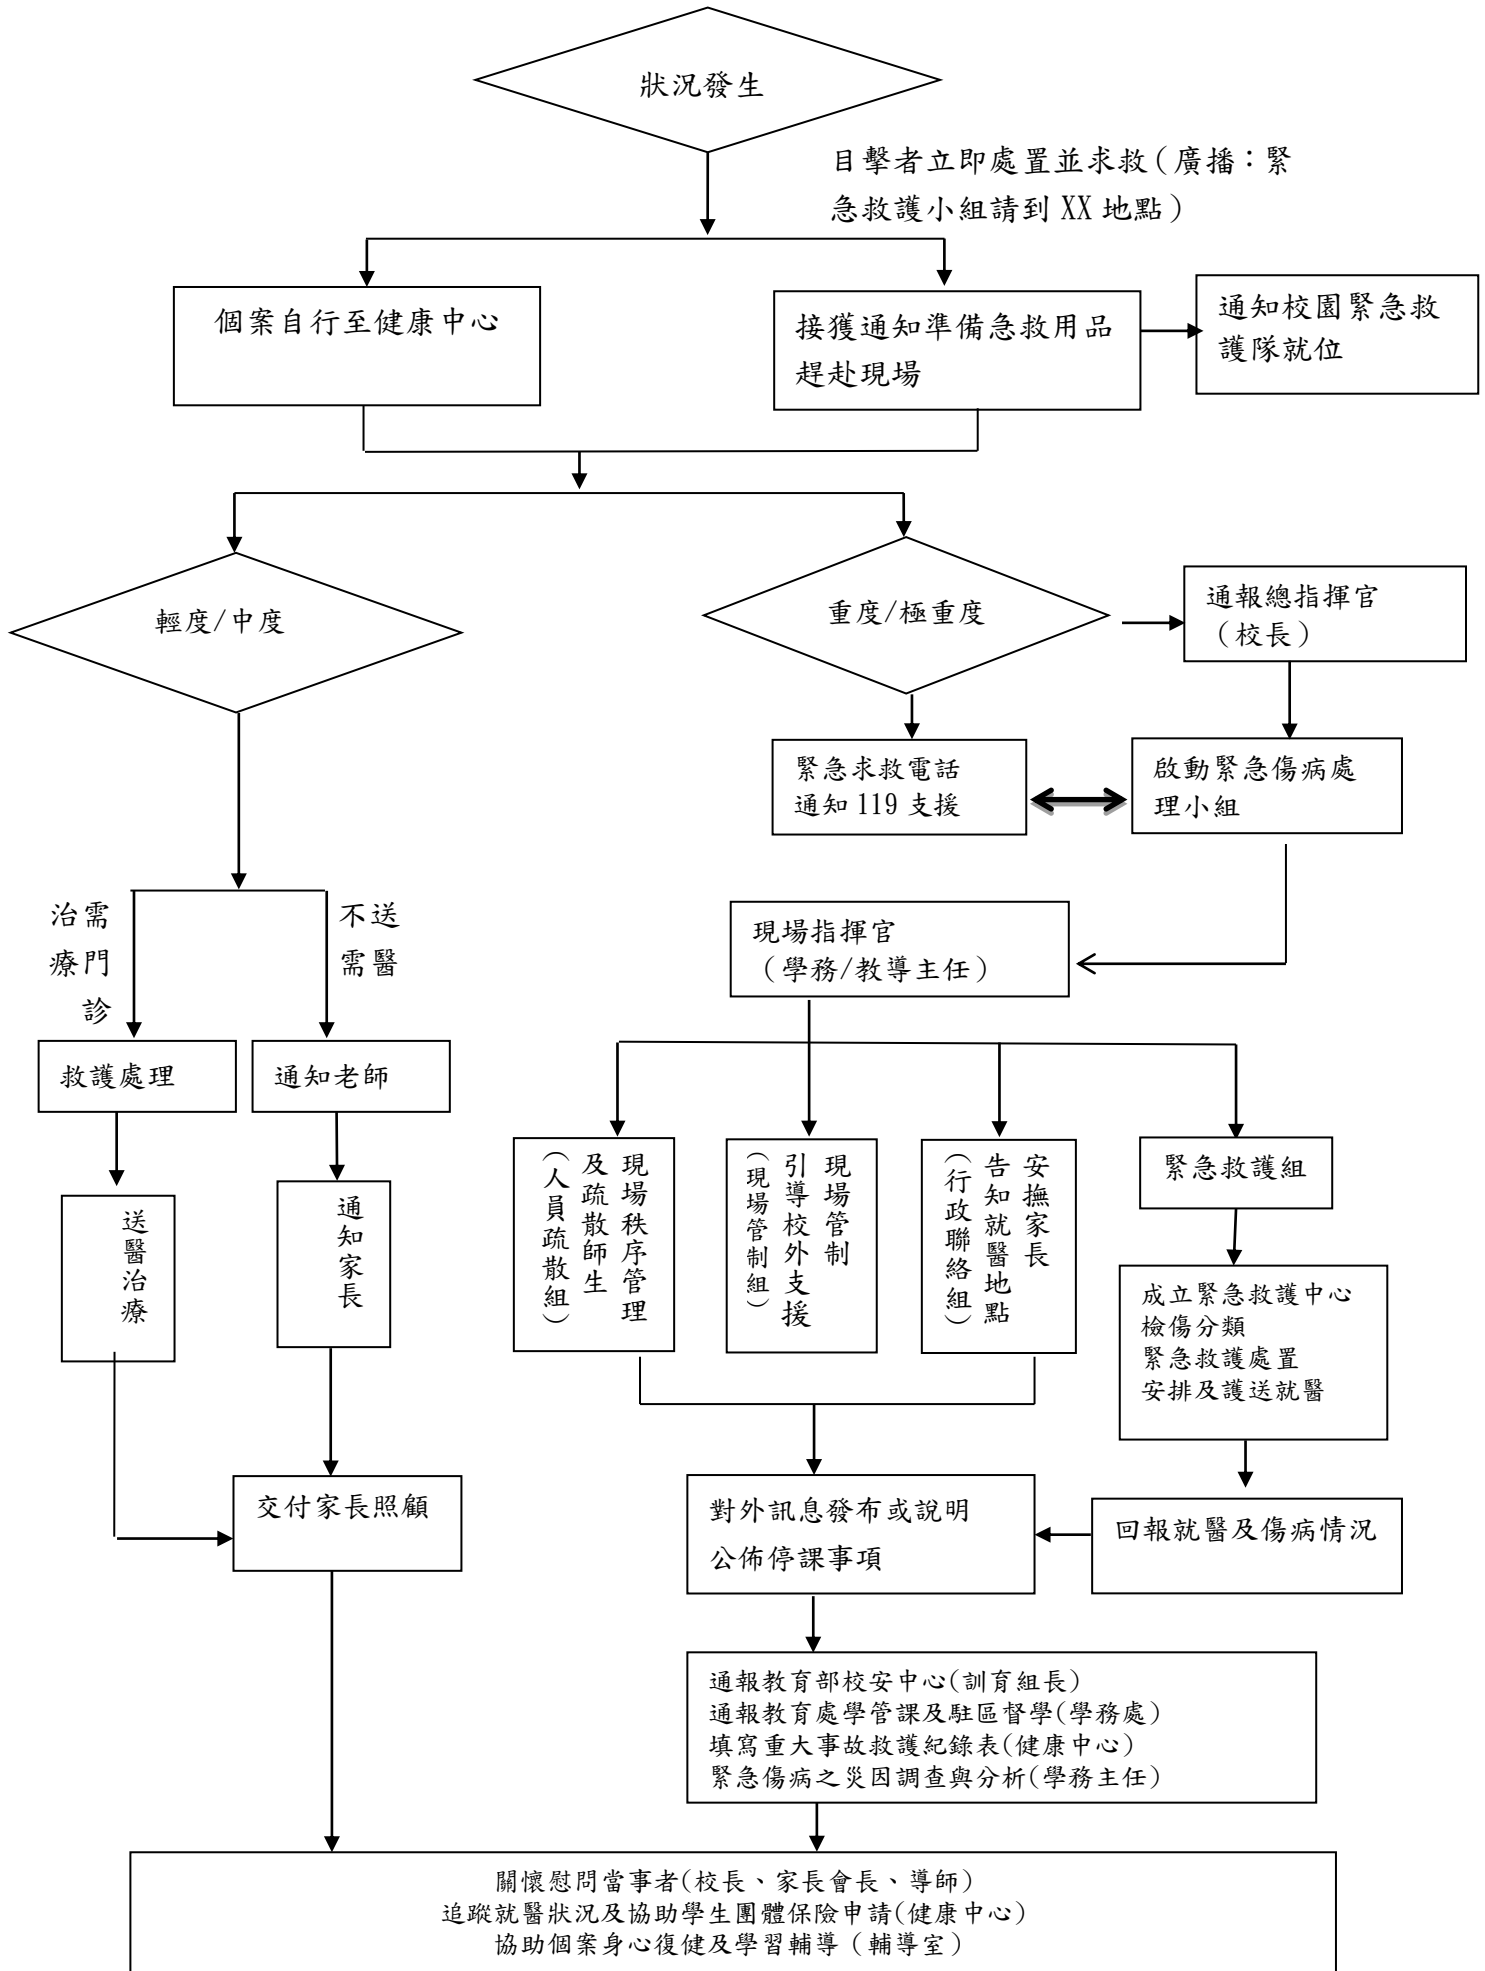 狀況發生
目擊者立即處置並求救（廣播：緊
急救護小組請到 XX 地點）
個案自行至健康中心
接獲通知準備急救用品
趕赴現場
通知校園緊急救
護隊就位
輕度/中度
重度/極重度
通報總指揮官
（校長）
緊急求救電話
通知 119 支援
啟動緊急傷病處
理小組
治需
療門
診
不送
需醫
現場指揮官
（學務/教導主任）
救護處理
通知老師
送醫治療
通知家長
現場秩序管理
及疏散師生
（人員疏散組）
現場管制
引導校外支援
（現場管制組）
安撫家長
告知就醫地點
（行政聯絡組）
緊急救護組
成立緊急救護中心
檢傷分類
緊急救護處置
安排及護送就醫
交付家長照顧
對外訊息發布或說明
公佈停課事項
回報就醫及傷病情況
通報教育部校安中心(訓育組長)
通報教育處學管課及駐區督學(學務處)
填寫重大事故救護紀錄表(健康中心)
緊急傷病之災因調查與分析(學務主任)
關懷慰問當事者(校長、家長會長、導師)
追蹤就醫狀況及協助學生團體保險申請(健康中心)
協助個案身心復健及學習輔導（輔導室）